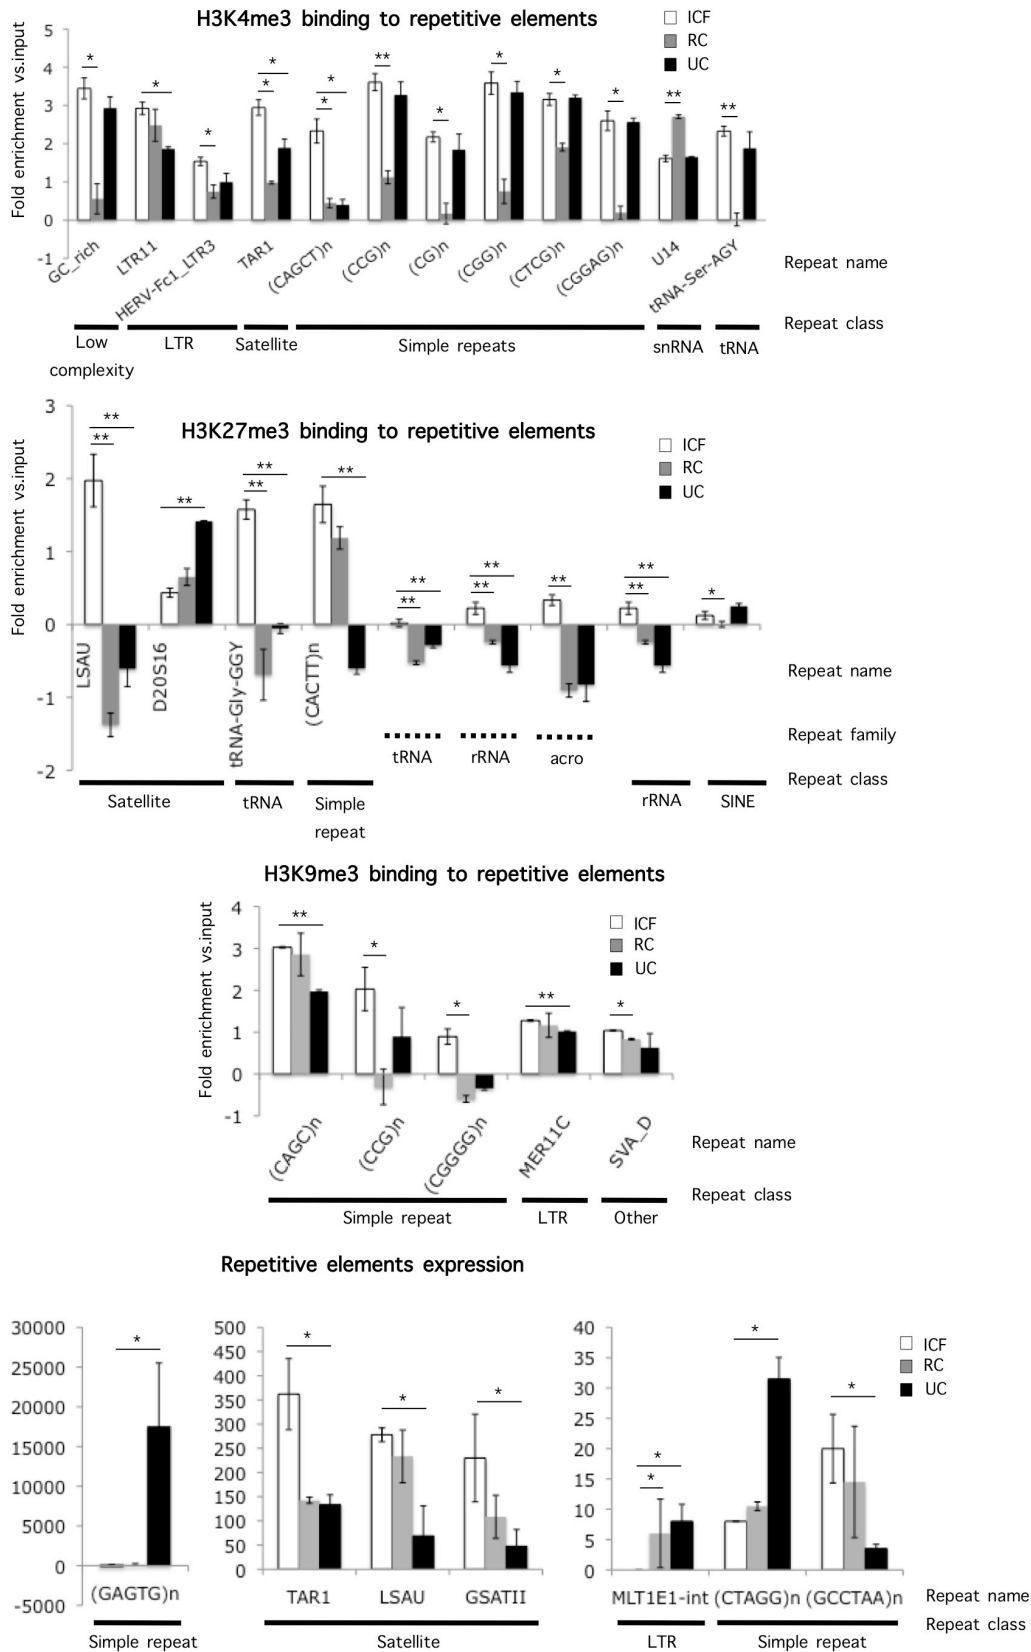 H3K4me3 binding to repetitive elements
ICF
RC
UC
Fold enrichment vs.input
5
4
3
2
1
0
-1
* * * * * * ** * * * * ** **
* *
GC_rich LTR11 HERV-Fc1_LTR3 TAR1 (CAGCT)n (CCG)n (CG)n (CGG)n (CTCG)n (CGGAG)n U14 tRNA-Ser-AGY
Repeat name
Repeat class
Low complexity LTR Satellite Simple repeats snRNA tRNA
H3K27me3 binding to repetitive elements
ICF
RC
UC
Fold enrichment vs.input
3
2
1
0
-1
-2
** ** ** ** ** ** ** ** *
** ** ** ** **
LSAU D20S16 tRNA-Gly-GGY (CACTT)n
Repeat name
Repeat family
tRNA rRNA acro
Repeat class
Satellite tRNA Simple repeat rRNA SINE
H3K9me3 binding to repetitive elements
ICF
RC
UC
Fold enrichment vs.input
4
3
2
1
0
-1
** * * ** *
(CAGC)n (CCG)n (CGGGG)n MER11C SVA_D
Repeat name
Repeat class
Simple repeat LTR Other
Repetitive elements expression
30000
25000
20000
15000
10000
5000
0
-5000
*
(GAGTG)n
Simple repeat
500
450
400
350
300
250
200
150
100
50
0
* * *
TAR1 LSAU GSATII
Satellite
40
35
30
25
20
15
10
5
0
* * * *
ICF
RC
UC
MLT1E1-int (CTAGG)n (GCCTAA)n
Repeat name
Repeat class
LTR Simple repeat